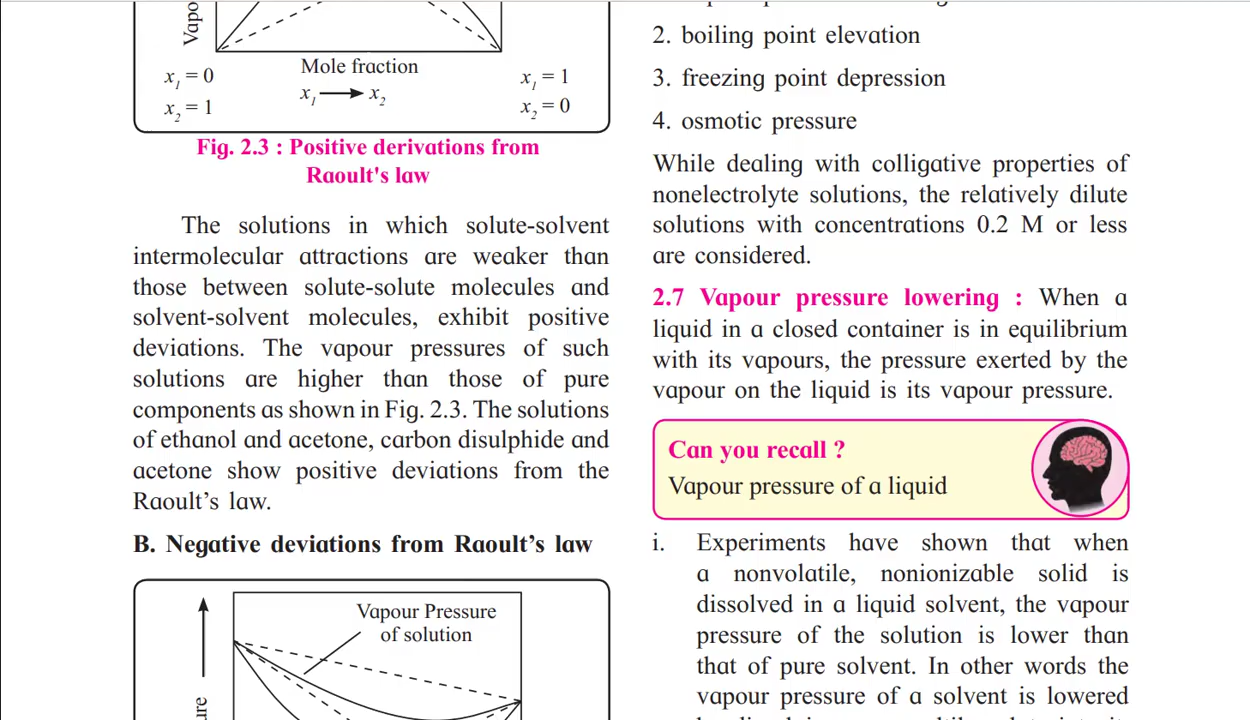 Vapo
Mole fraction
x1 = 0
x1 → x2
x1 = 1
x2 = 1
x2 = 0
Fig. 2.3 : Positive derivations from
Raoult's law
The solutions in which solute-solvent
intermolecular attractions are weaker than
those between solute-solute molecules and
solvent-solvent molecules, exhibit positive
deviations. The vapour pressures of such
solutions are higher than those of pure
components as shown in Fig. 2.3. The solutions
of ethanol and acetone, carbon disulphide and
acetone show positive deviations from the
Raoult’s law.
B. Negative deviations from Raoult’s law
Vapour Pressure
of solution
ure
2. boiling point elevation
3. freezing point depression
4. osmotic pressure
While dealing with colligative properties of
nonelectrolyte solutions, the relatively dilute
solutions with concentrations 0.2 M or less
are considered.
2.7 Vapour pressure lowering : When a
liquid in a closed container is in equilibrium
with its vapours, the pressure exerted by the
vapour on the liquid is its vapour pressure.
Can you recall ?
Vapour pressure of a liquid
i. Experiments have shown that when
a nonvolatile, nonionizable solid is
dissolved in a liquid solvent, the vapour
pressure of the solution is lower than
that of pure solvent. In other words the
vapour pressure of a solvent is lowered